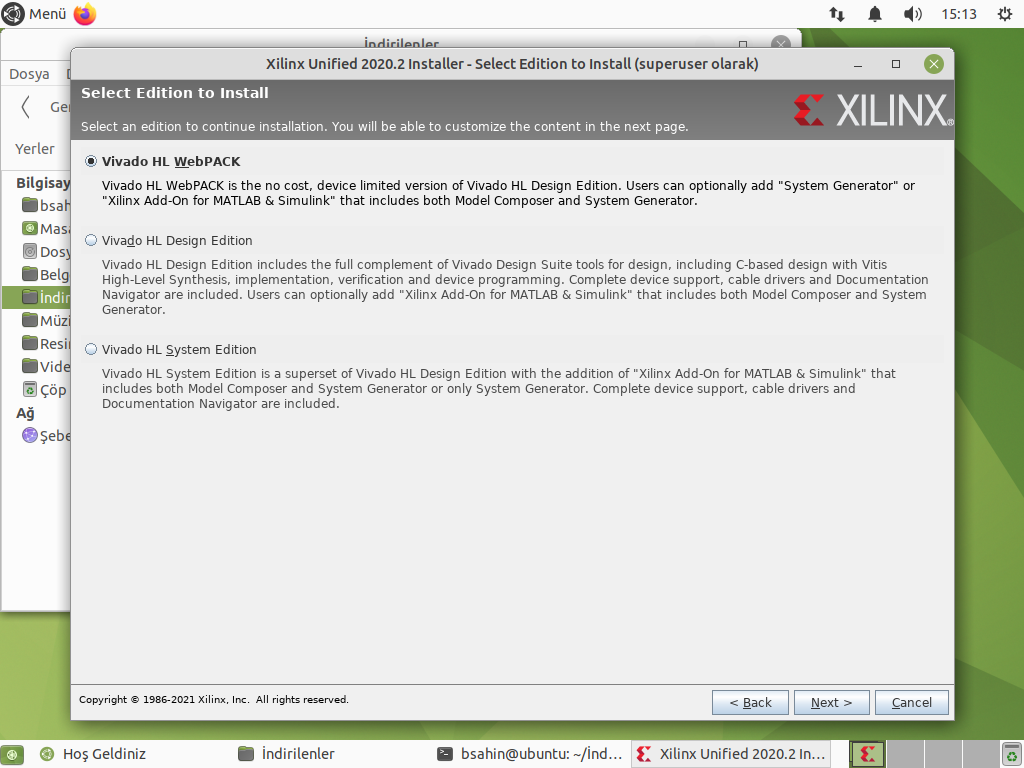 Menü
15:13
İndirilenler
Dosya
Xilinx Unified 2020.2 Installer - Select Edition to Install (superuser olarak)
Select Edition to Install
Select an edition to continue installation. You will be able to customize the content in the next page.
XILINX®
Yerler
Bilgisay
bsah
Masa
Dosy
Belg
İndir
Müzi
Resi
Vide
Çöp
Ağ
Şebe
Vivado HL WebPACK
Vivado HL WebPACK is the no cost, device limited version of Vivado HL Design Edition. Users can optionally add "System Generator" or
"Xilinx Add-On for MATLAB & Simulink" that includes both Model Composer and System Generator.
Vivado HL Design Edition
Vivado HL Design Edition includes the full complement of Vivado Design Suite tools for design, including C-based design with Vitis
High-Level Synthesis, implementation, verification and device programming. Complete device support, cable drivers and Documentation
Navigator are included. Users can optionally add "Xilinx Add-On for MATLAB & Simulink" that includes both Model Composer and System
Generator.
Vivado HL System Edition
Vivado HL System Edition is a superset of Vivado HL Design Edition with the addition of "Xilinx Add-On for MATLAB & Simulink" that
includes both Model Composer and System Generator or only System Generator. Complete device support, cable drivers and
Documentation Navigator are included.
Copyright © 1986-2021 Xilinx, Inc. All rights reserved.
< Back
Next >
Cancel
Hoş Geldiniz
İndirilenler
bsahin@ubuntu: ~/İnd...
Xilinx Unified 2020.2 In...